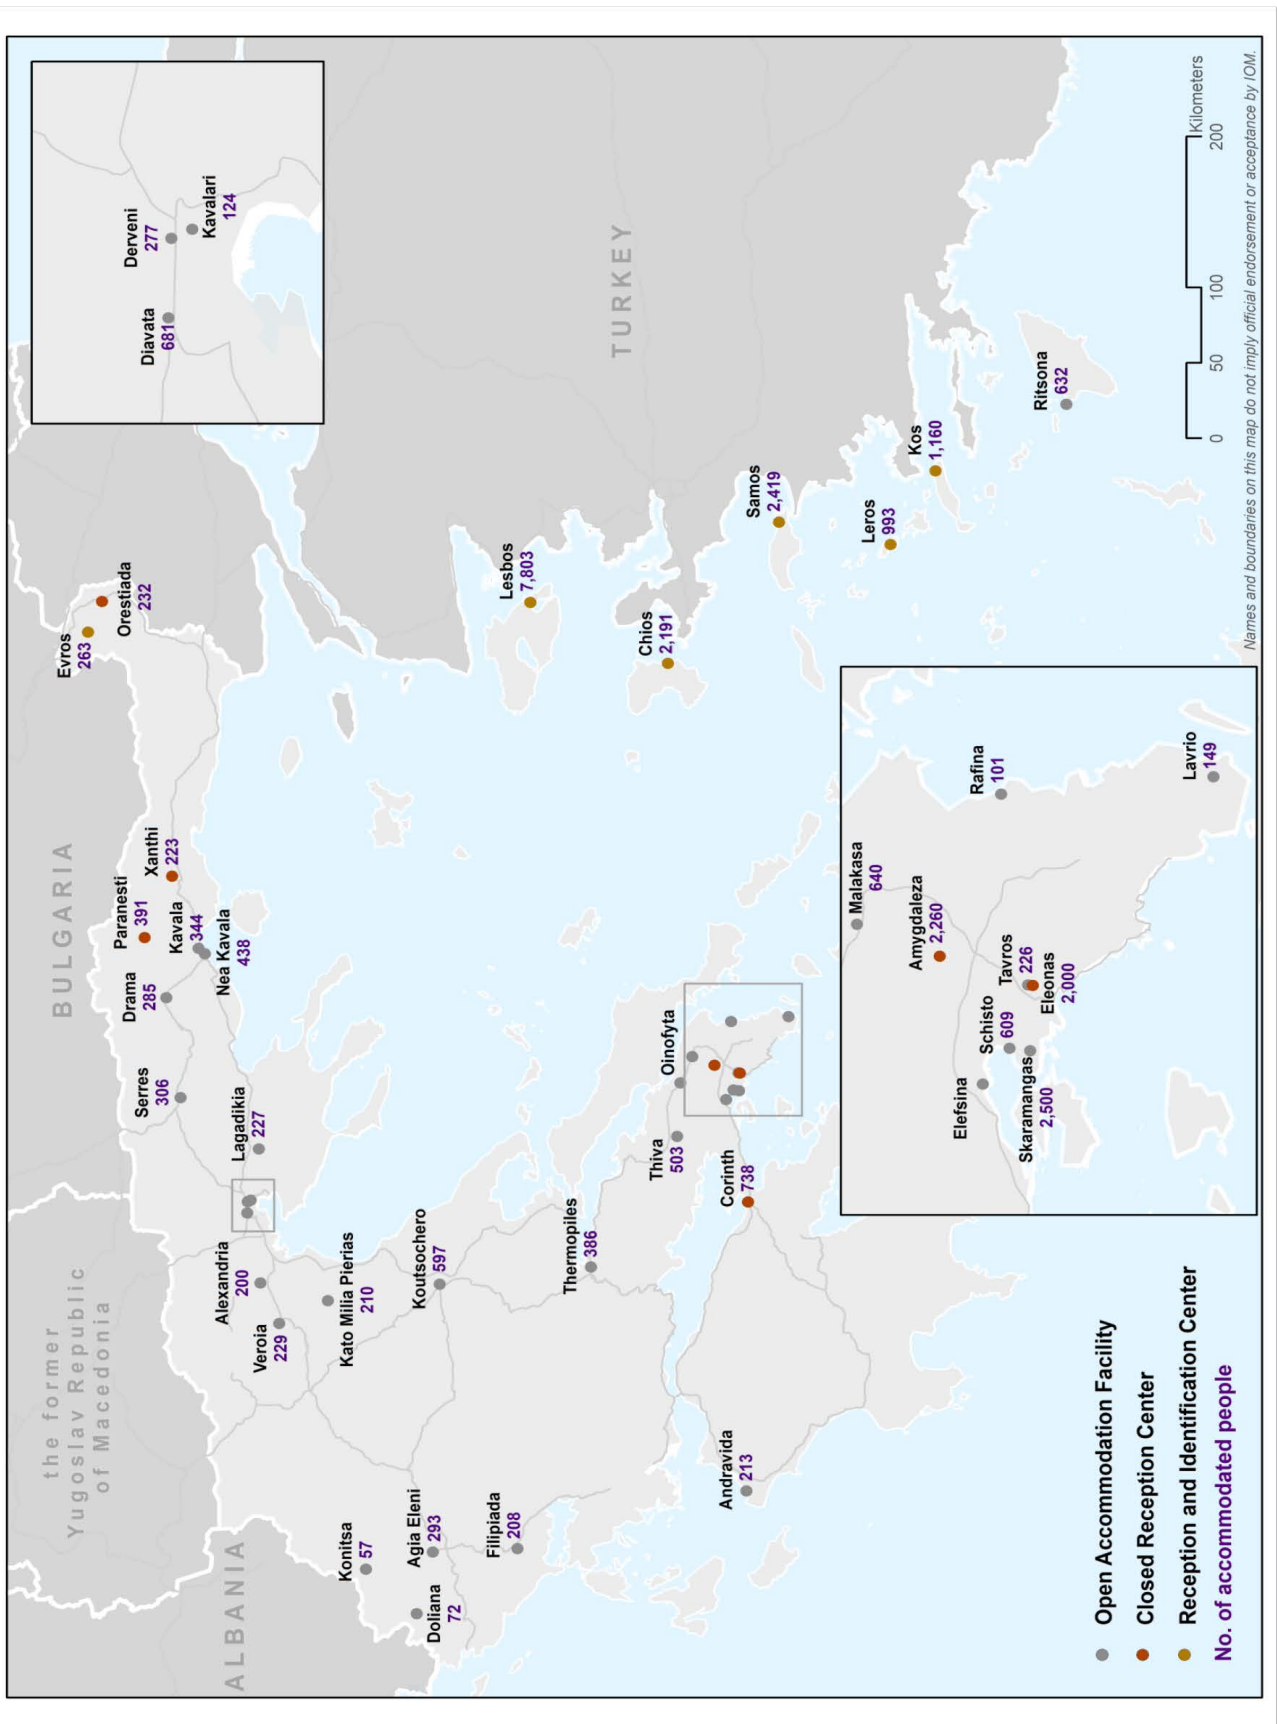 BULGARIA
the former
Yugoslav Republic
of Macedonia
ALBANIA
TURKEY
Diavata
681
Derveni
277
Kavalari
124
Evros
263
Orestiada
232
Xanthi
223
Paranesti
391
Kavala
344
Nea Kavala
438
Drama
285
Serres
306
Lagadikia
227
Alexandria
200
Veroia
229
Kato Milia Pierias
210
Koutsochero
597
Konitsa
57
Agia Eleni
293
Doliana
72
Filipiada
208
Thermopiles
386
Thiva
503
Oinofyta
Corinth
738
Andravida
213
Lesbos
7,803
Chios
2,191
Samos
2,419
Leros
993
Kos
1,160
Ritsona
632
Malakasa
640
Amygdaleza
2,260
Rafina
101
Lavrio
149
Tavros
226
Eleonas
2,000
Schisto
609
Skaramangas
2,500
Elefsina
Open Accommodation Facility
Closed Reception Center
Reception and Identification Center
No. of accommodated people
Kilometers
0 50 100 200
Names and boundaries on this map do not imply official endorsement or acceptance by IOM.